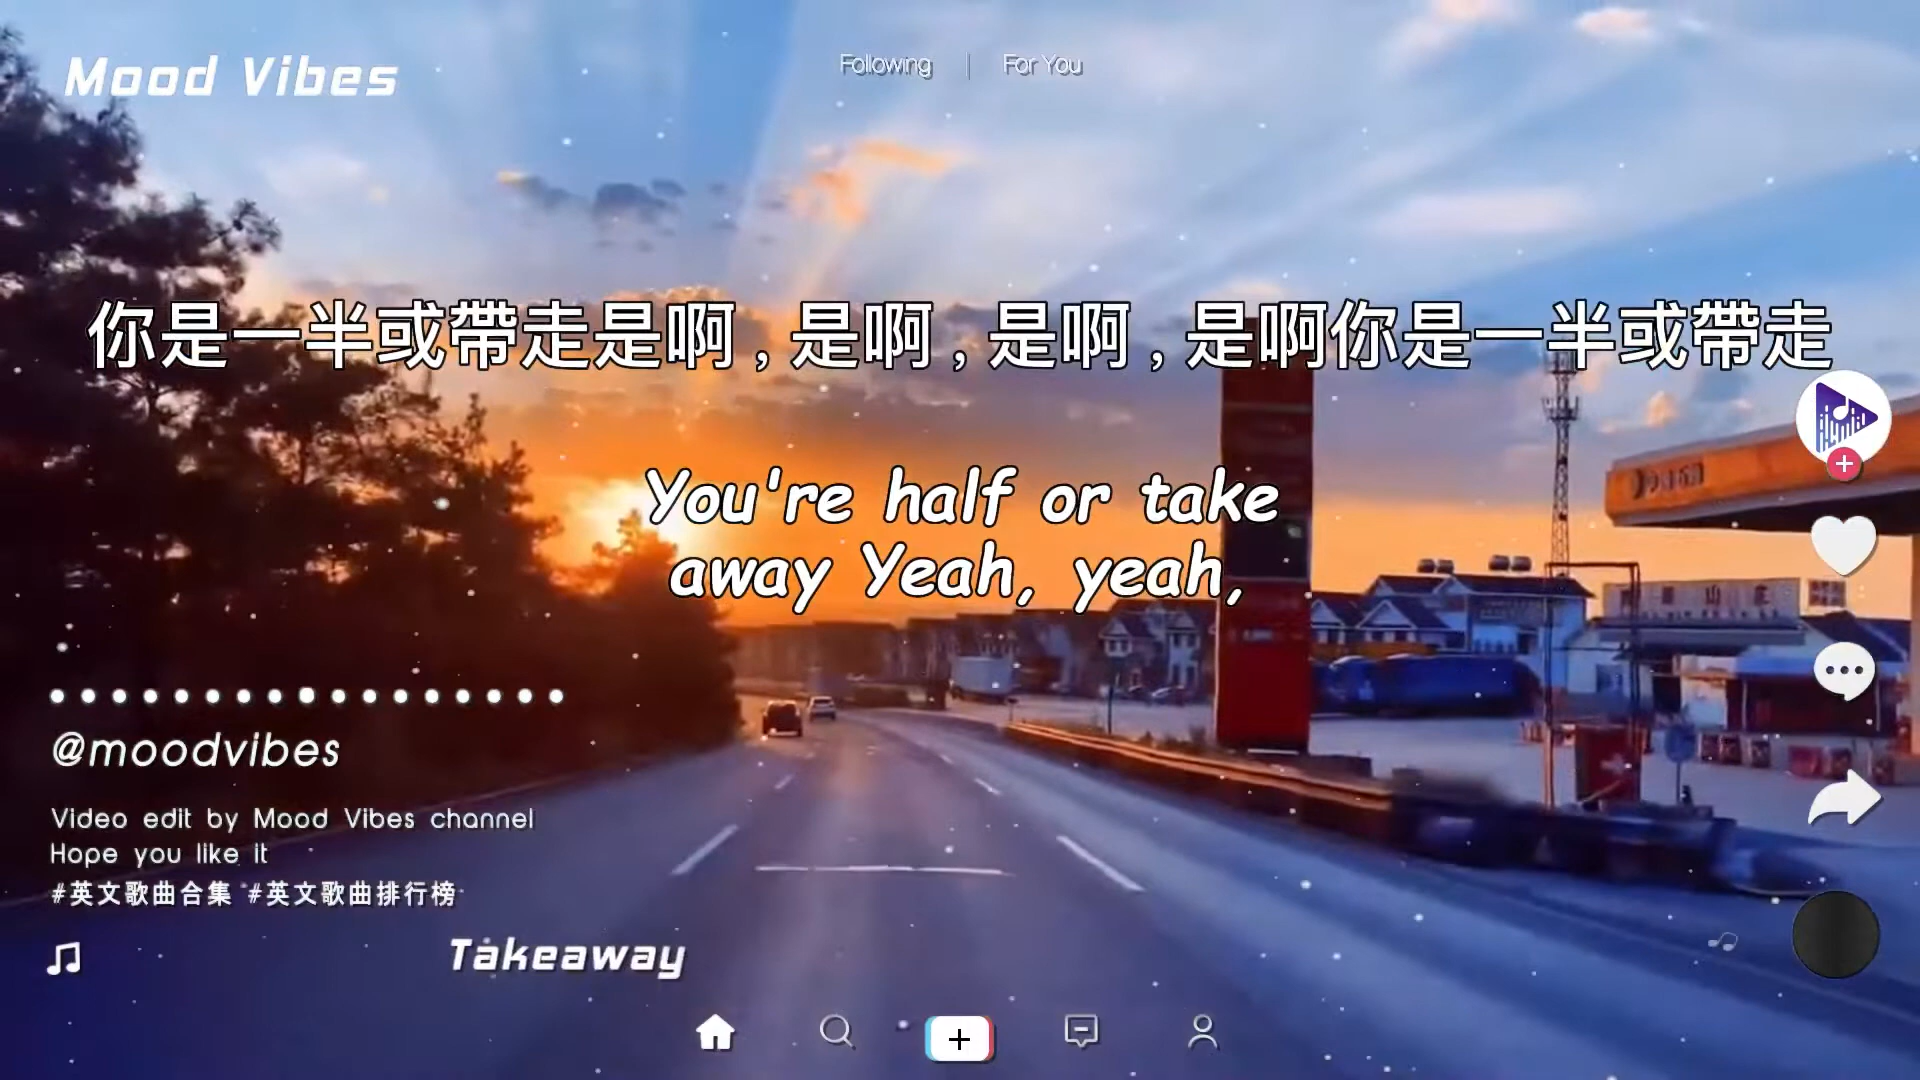 Mood Vibes
Following | For You
你是一半或帶走是啊 , 是啊 , 是啊 , 是啊你是一半或帶走
You're half or take
away Yeah, yeah,
@moodvibes
Video edit by Mood Vibes channel
Hope you like it
#英文歌曲合集 #英文歌曲排行榜
Takeaway